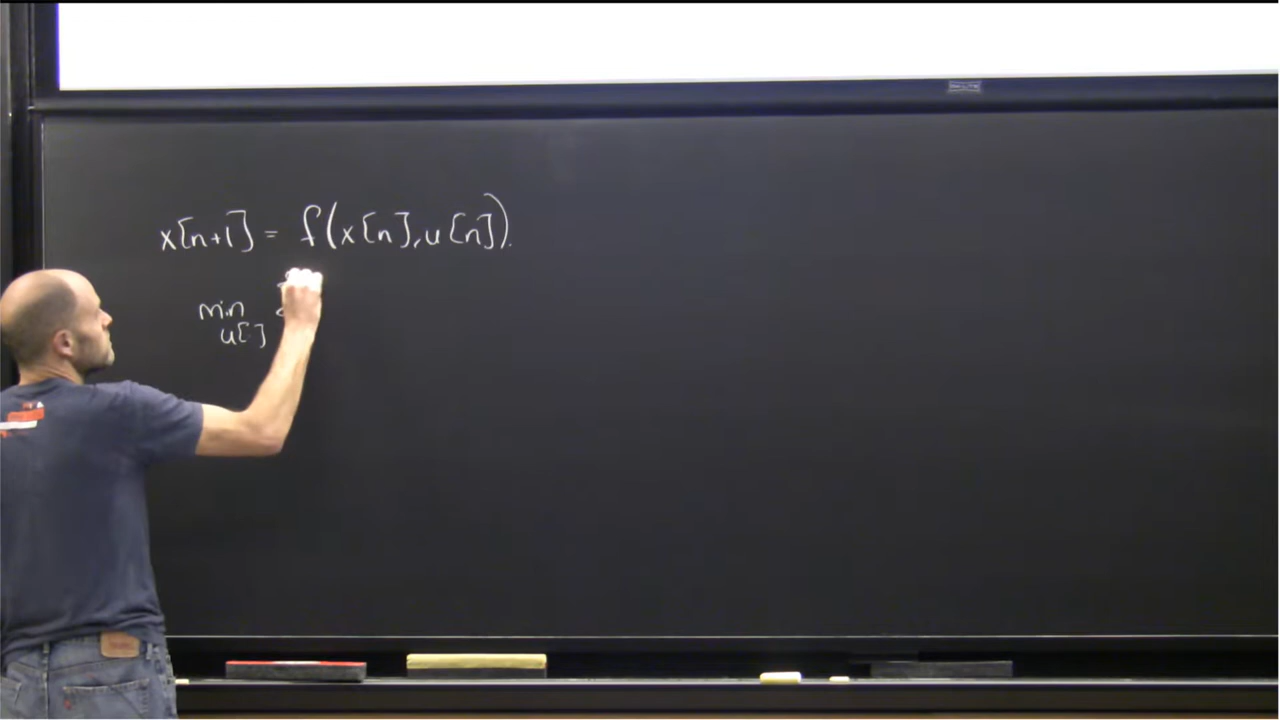 x[n+1] = f(x[n], u[n]).
min
u[·]